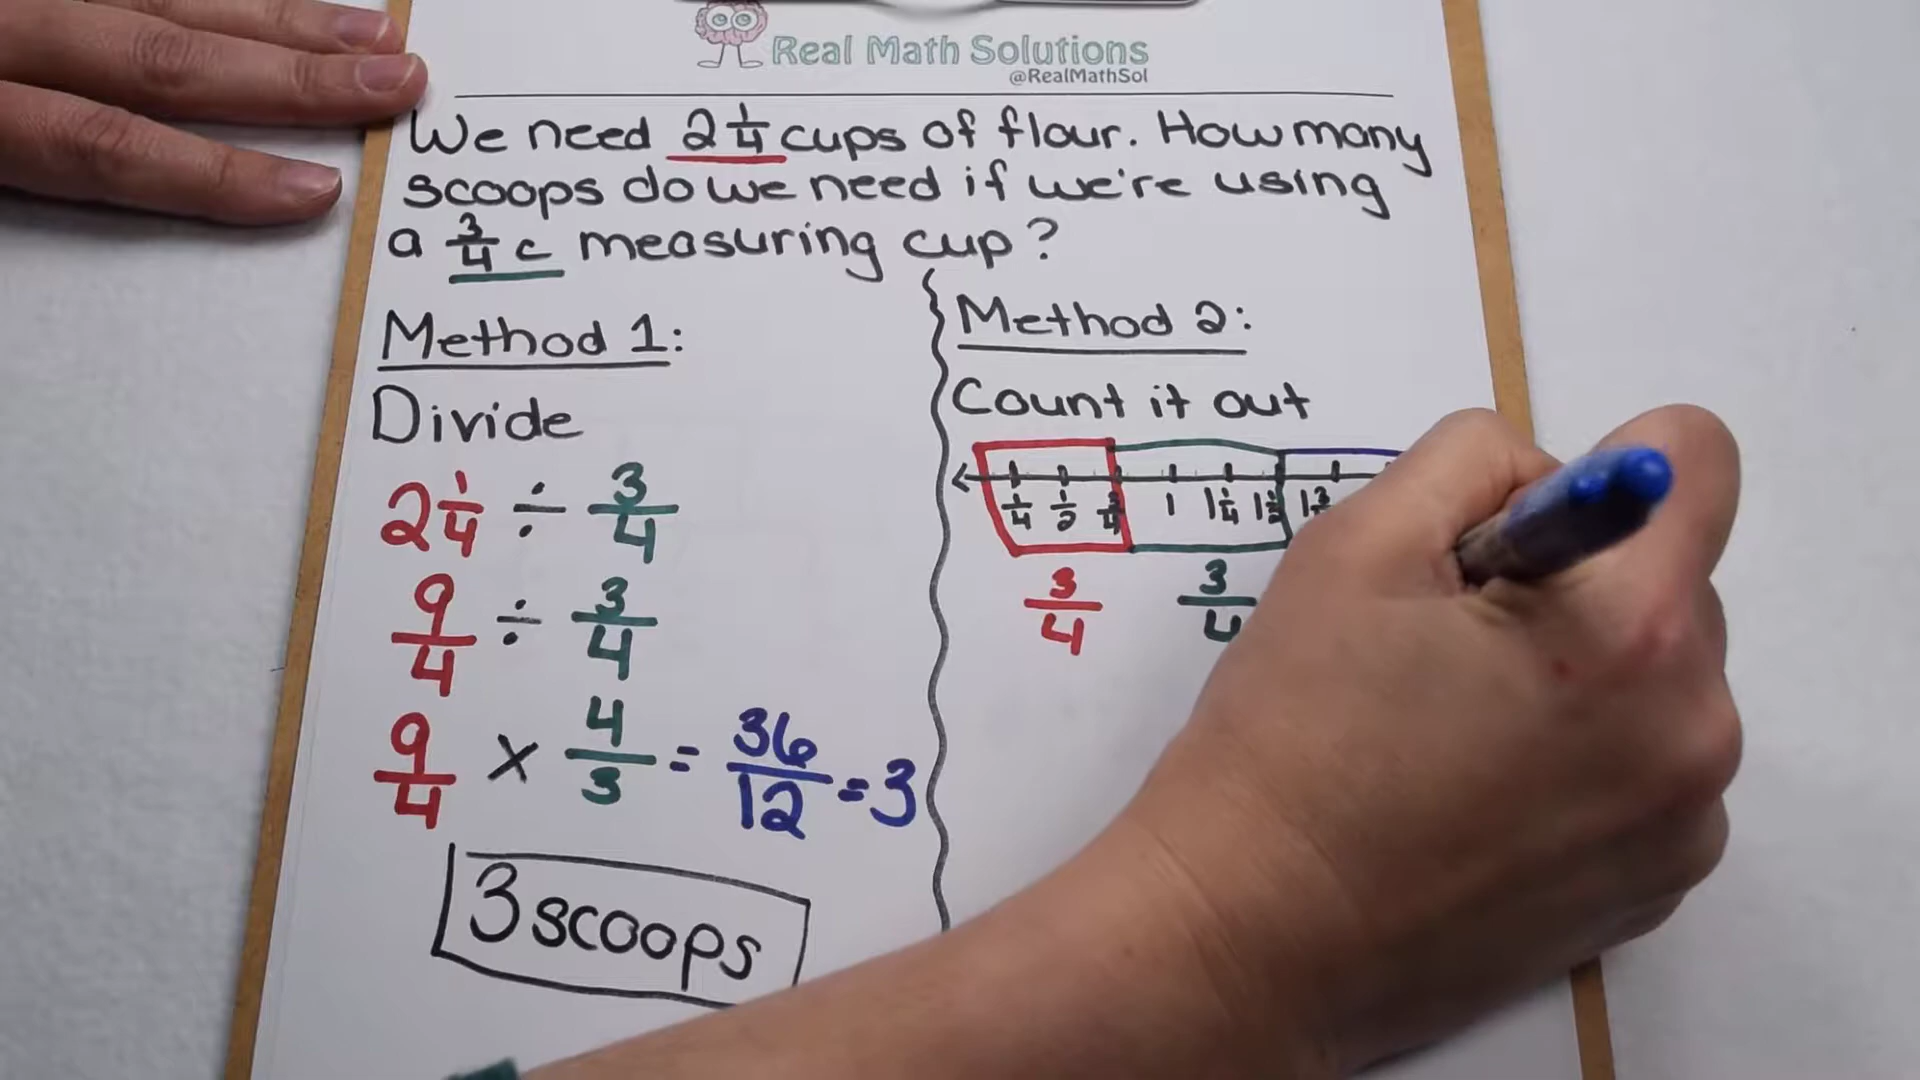 Real Math Solutions
@RealMathSol
We need 2 1/4 cups of flour. How many
scoops do we need if we're using
a 3/4 c measuring cup?
Method 1:
Divide
2 1/4 ÷ 3/4
9/4 ÷ 3/4
9/4 × 4/3 = 36/12 = 3
3 scoops
Method 2:
Count it out
1/4 1/2 3/4 1 1 1/4 1 1/2
3/4 3/4